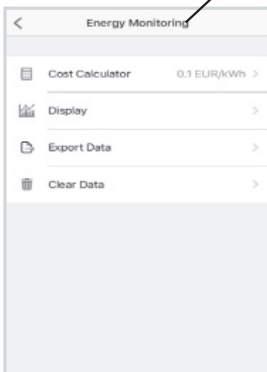 Energy Monitoring
Cost Calculator 0.1 EUR/kWh
Display
Export Data
Clear Data